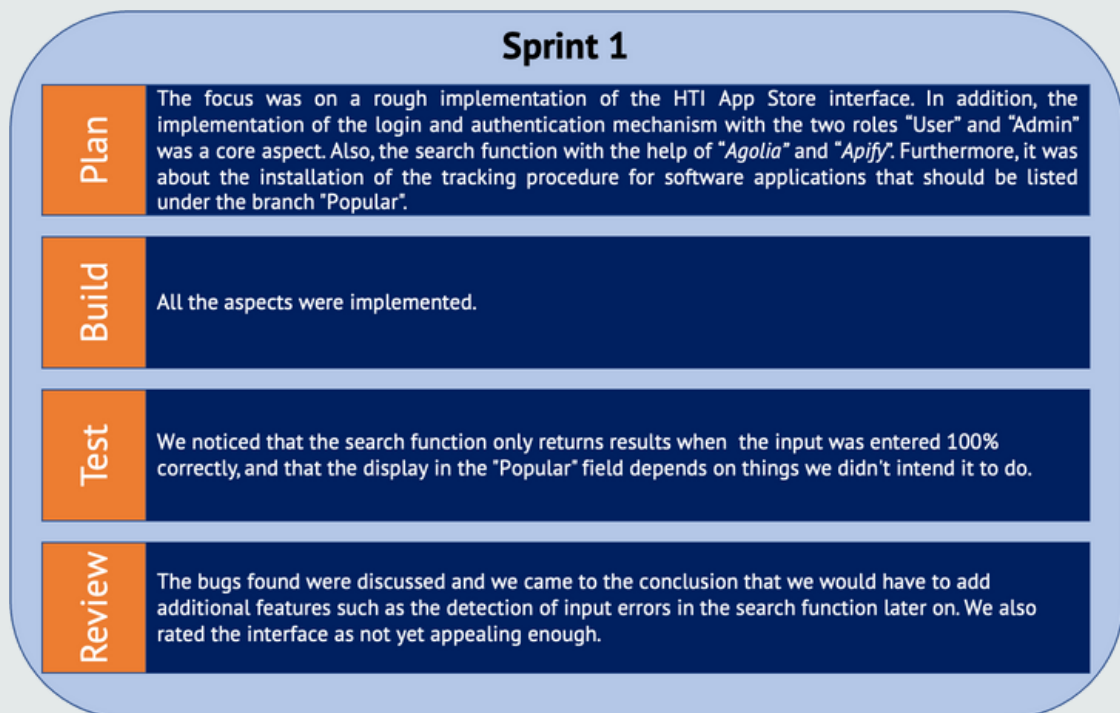 Sprint 1
Plan
The focus was on a rough implementation of the HTI App Store interface. In addition, the
implementation of the login and authentication mechanism with the two roles “User” and “Admin”
was a core aspect. Also, the search function with the help of “Agolia” and “Apify”. Furthermore, it was
about the installation of the tracking procedure for software applications that should be listed
under the branch "Popular".
Build
All the aspects were implemented.
Test
We noticed that the search function only returns results when the input was entered 100%
correctly, and that the display in the "Popular" field depends on things we didn't intend it to do.
Review
The bugs found were discussed and we came to the conclusion that we would have to add
additional features such as the detection of input errors in the search function later on. We also
rated the interface as not yet appealing enough.